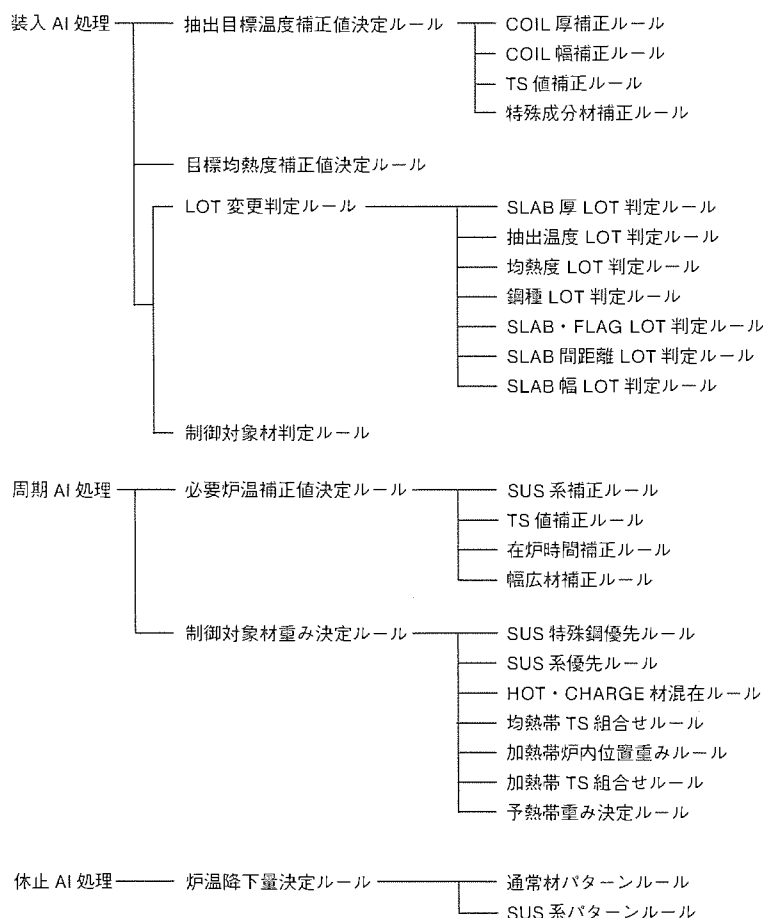 装入 AI 処理 抽出目標温度補正値決定ルール COIL 厚補正ルール
COIL 幅補正ルール
TS 値補正ルール
特殊成分材補正ルール
目標均熱度補正値決定ルール
LOT 変更判定ルール SLAB 厚 LOT 判定ルール
抽出温度 LOT 判定ルール
均熱度 LOT 判定ルール
鋼種 LOT 判定ルール
SLAB・FLAG LOT 判定ルール
SLAB 間距離 LOT 判定ルール
SLAB 幅 LOT 判定ルール
制御対象材判定ルール
周期 AI 処理 必要炉温補正値決定ルール SUS 系補正ルール
TS 値補正ルール
在炉時間補正ルール
幅広材補正ルール
制御対象材重み決定ルール SUS 特殊鋼優先ルール
SUS 系優先ルール
HOT・CHARGE 材混在ルール
均熱帯 TS 組合せルール
加熱帯炉内位置重みルール
加熱帯 TS 組合せルール
予熱帯重み決定ルール
休止 AI 処理 炉温降下量決定ルール 通常材パターンルール
SUS 系パターンルール